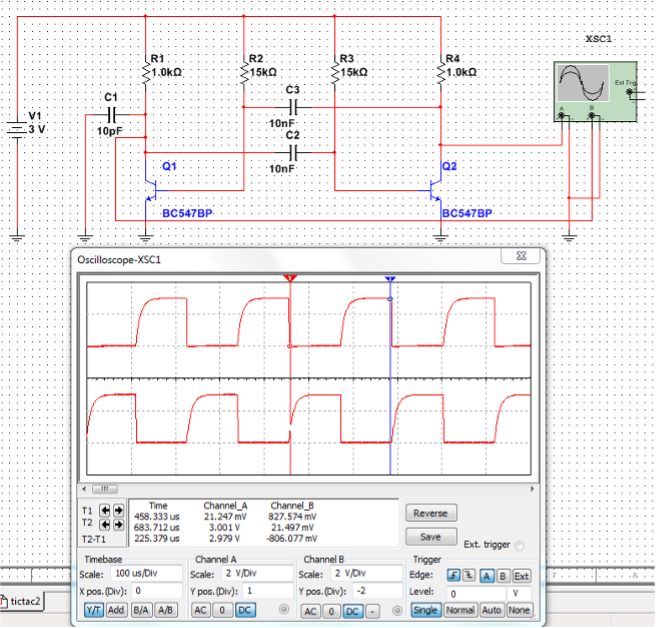 XSC1
R1
1.0kΩ
R2
15kΩ
R3
15kΩ
R4
1.0kΩ
Ext Trig
A
B
C1
10pF
C3
10nF
C2
10nF
V1
3 V
Q1
BC547BP
Q2
BC547BP
Oscilloscope-XSC1
1
2
T1
T2
T2-T1
Time Channel_A Channel_B
458.333 us 21.247 mV 827.574 mV
683.712 us 3.001 V 21.497 mV
225.379 us 2.979 V -806.077 mV
Reverse
Save
Ext. trigger
Timebase
Scale: 100 us/Div
X pos.(Div): 0
Y/T Add B/A A/B
Channel A
Scale: 2 V/Div
Y pos.(Div): 1
AC 0 DC
Channel B
Scale: 2 V/Div
Y pos.(Div): -2
AC 0 DC -
Trigger
Edge: A B Ext
Level: 0 V
Single Normal Auto None
tictac2